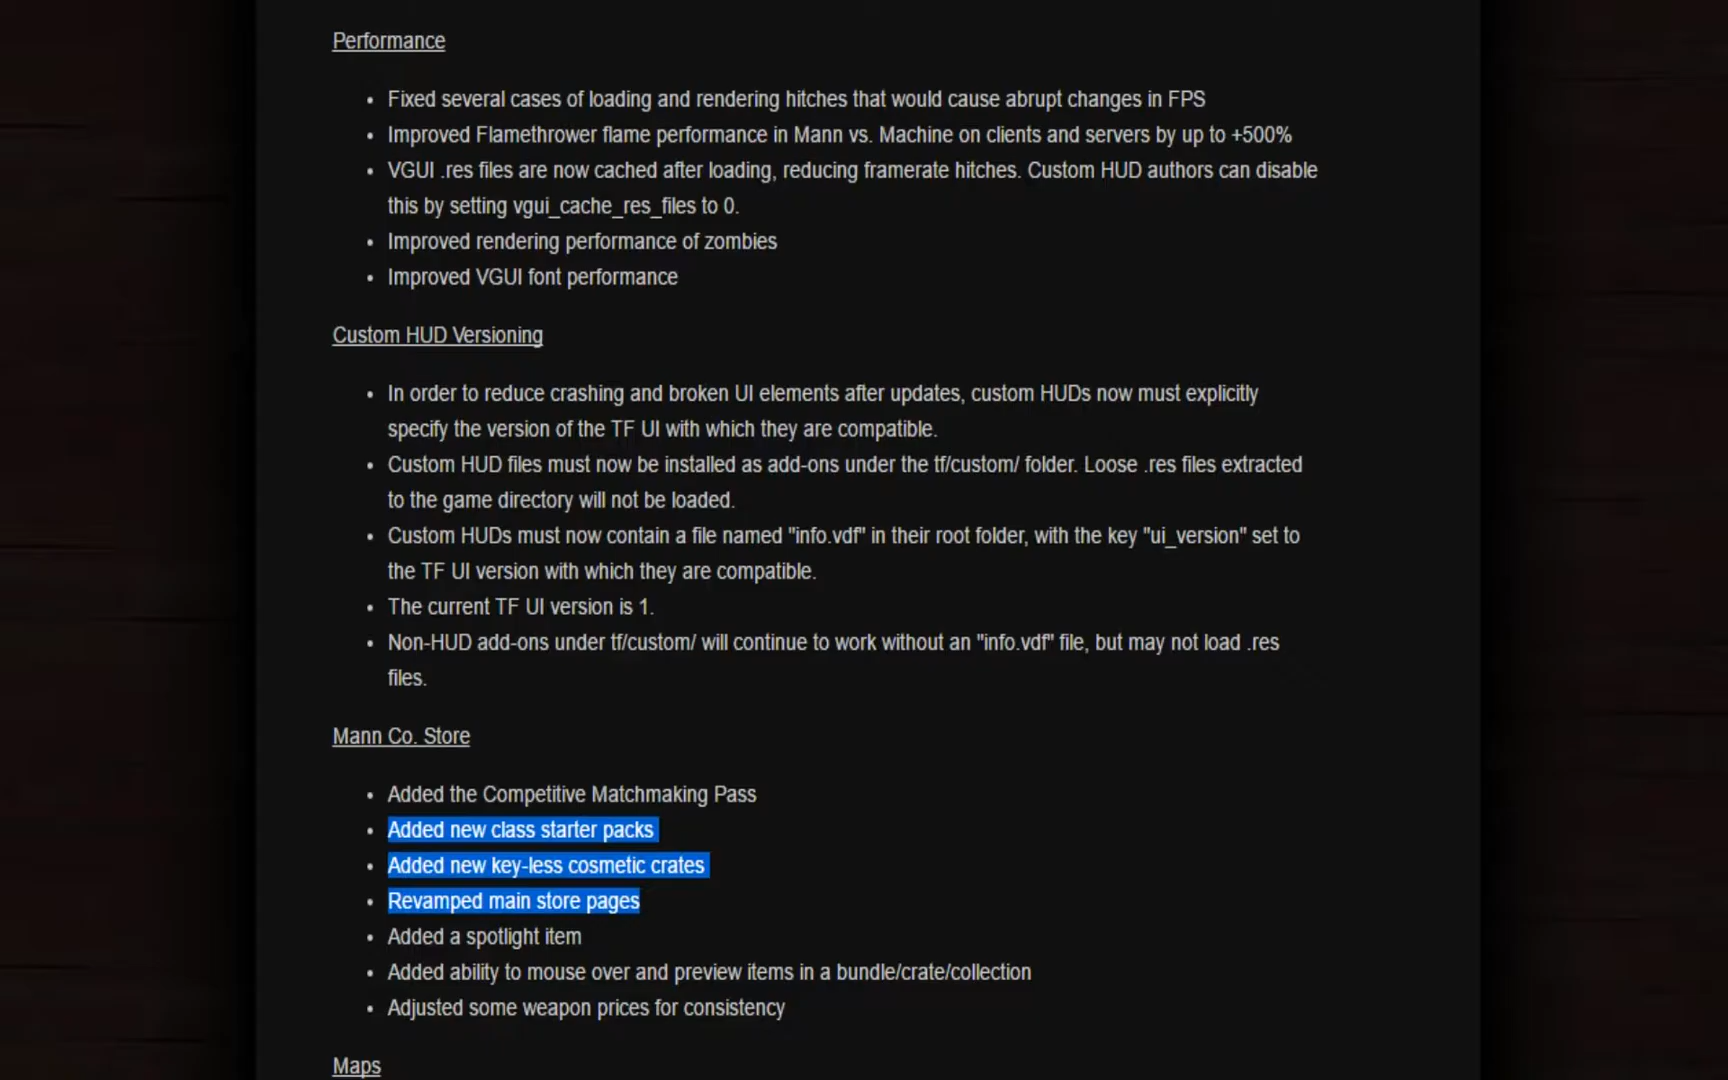 Performance
• Fixed several cases of loading and rendering hitches that would cause abrupt changes in FPS
• Improved Flamethrower flame performance in Mann vs. Machine on clients and servers by up to +500%
• VGUI .res files are now cached after loading, reducing framerate hitches. Custom HUD authors can disable
this by setting vgui_cache_res_files to 0.
• Improved rendering performance of zombies
• Improved VGUI font performance
Custom HUD Versioning
• In order to reduce crashing and broken UI elements after updates, custom HUDs now must explicitly
specify the version of the TF UI with which they are compatible.
• Custom HUD files must now be installed as add-ons under the tf/custom/ folder. Loose .res files extracted
to the game directory will not be loaded.
• Custom HUDs must now contain a file named "info.vdf" in their root folder, with the key "ui_version" set to
the TF UI version with which they are compatible.
• The current TF UI version is 1.
• Non-HUD add-ons under tf/custom/ will continue to work without an "info.vdf" file, but may not load .res
files.
Mann Co. Store
• Added the Competitive Matchmaking Pass
• Added new class starter packs
• Added new key-less cosmetic crates
• Revamped main store pages
• Added a spotlight item
• Added ability to mouse over and preview items in a bundle/crate/collection
• Adjusted some weapon prices for consistency
Maps